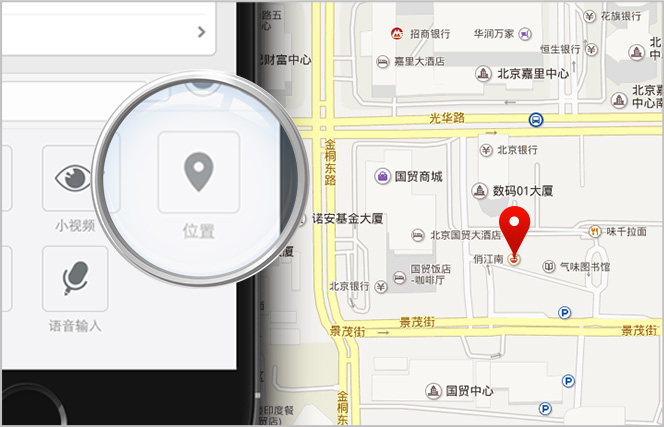 位置
小视频
语音输入
路五心
花旗银行
招商银行
华润万家
恒生银行
财富中心
嘉里大酒店
北京嘉里中心
中心南
光华路
金桐东路
北京银行
国贸商城
数码01大厦
诺安基金大厦
北京国贸大酒店
味千拉面
俏江南
气味图书馆
国贸饭店
-咖啡厅
北京银行
景茂街
景茂街
景茂街
国贸中心
金桐
印度餐
P
P
P